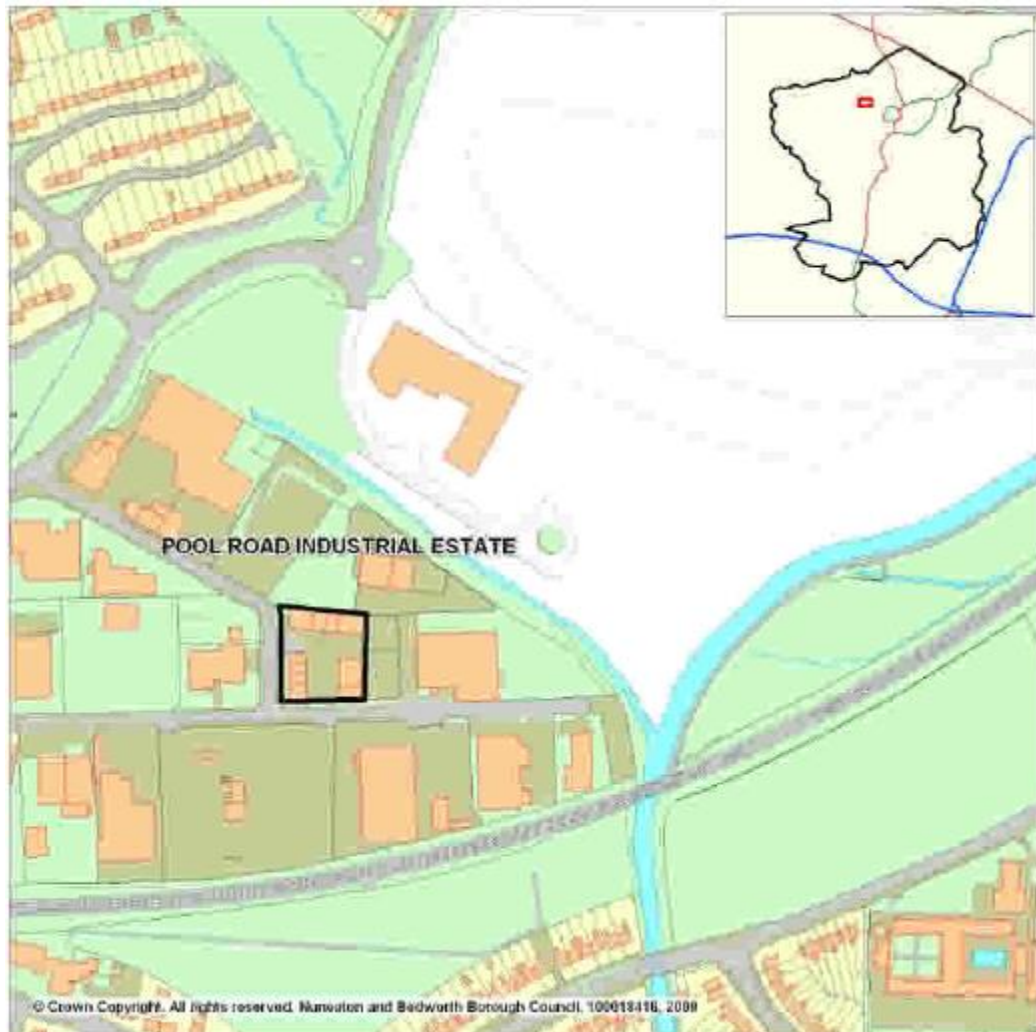 POOL ROAD INDUSTRIAL ESTATE
© Crown Copyright. All rights reserved. Nuneaton and Bedworth Borough Council, 100018416, 2009